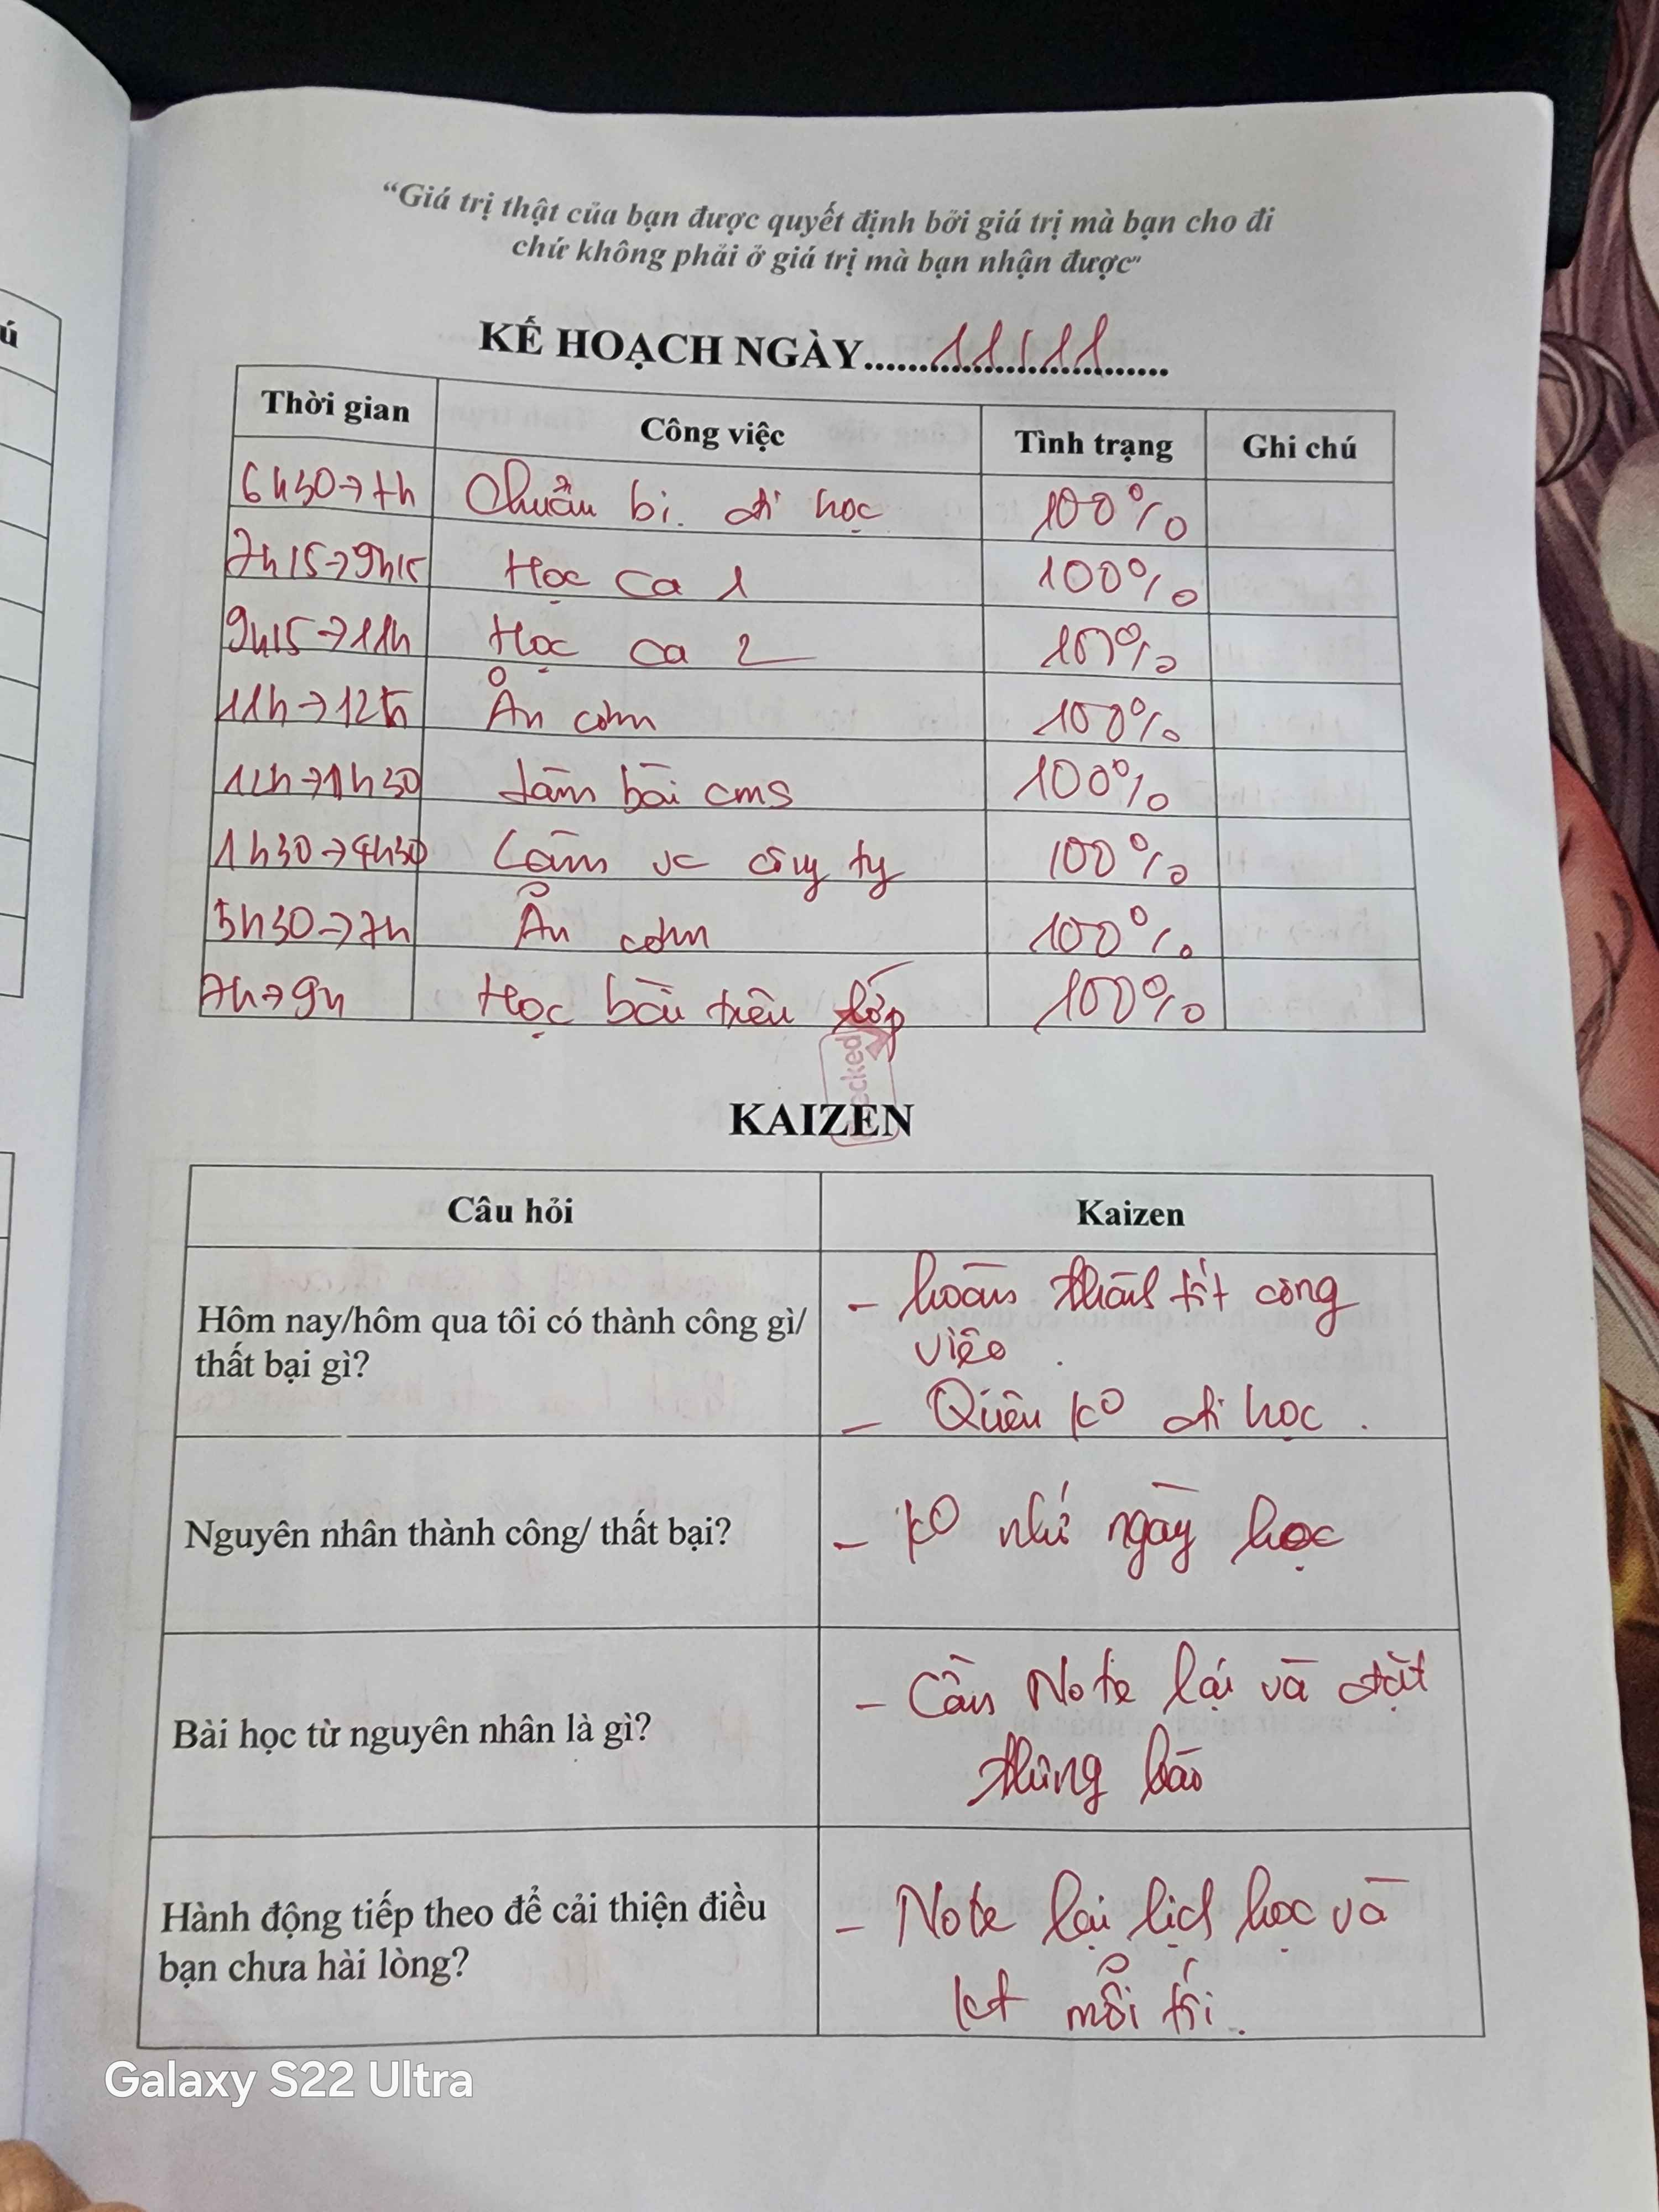 ú
“Giá trị thật của bạn được quyết định bởi giá trị mà bạn cho đi
chứ không phải ở giá trị mà bạn nhận được”
KẾ HOẠCH NGÀY......11/11......
Thời gian Công việc Tình trạng Ghi chú
6h30→7h Chuẩn bị đi học 100%
7h15→9h15 Học ca 1 100%
9h15→11h Học ca 2 100%
11h→12h Ăn cơm 100%
12h→1h30 Làm bài cms 100%
1h30→4h30 Làm vc công ty 100%
5h30→7h Ăn cơm 100%
7h→9h Học bài trên lớp 100%
KAIZEN
Câu hỏi Kaizen
Hôm nay/hôm qua tôi có thành công gì/
thất bại gì?
- hoàn thành tốt công
việc.
- Quên ko đi học.
Nguyên nhân thành công/ thất bại?
- ko nhớ ngày học
Bài học từ nguyên nhân là gì?
- Cần Note lại và đặt
thông báo
Hành động tiếp theo để cải thiện điều
bạn chưa hài lòng?
- Note lại lịch học và
kt mỗi tối.
Galaxy S22 Ultra